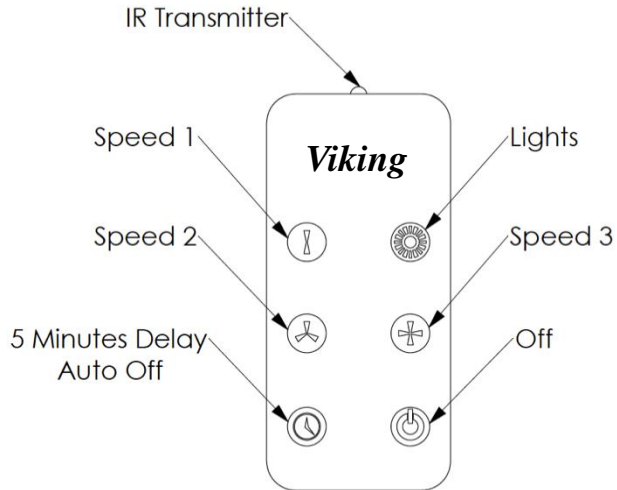 IR Transmitter
Speed 1
Viking
Lights
Speed 2
Speed 3
5 Minutes Delay
Auto Off
Off